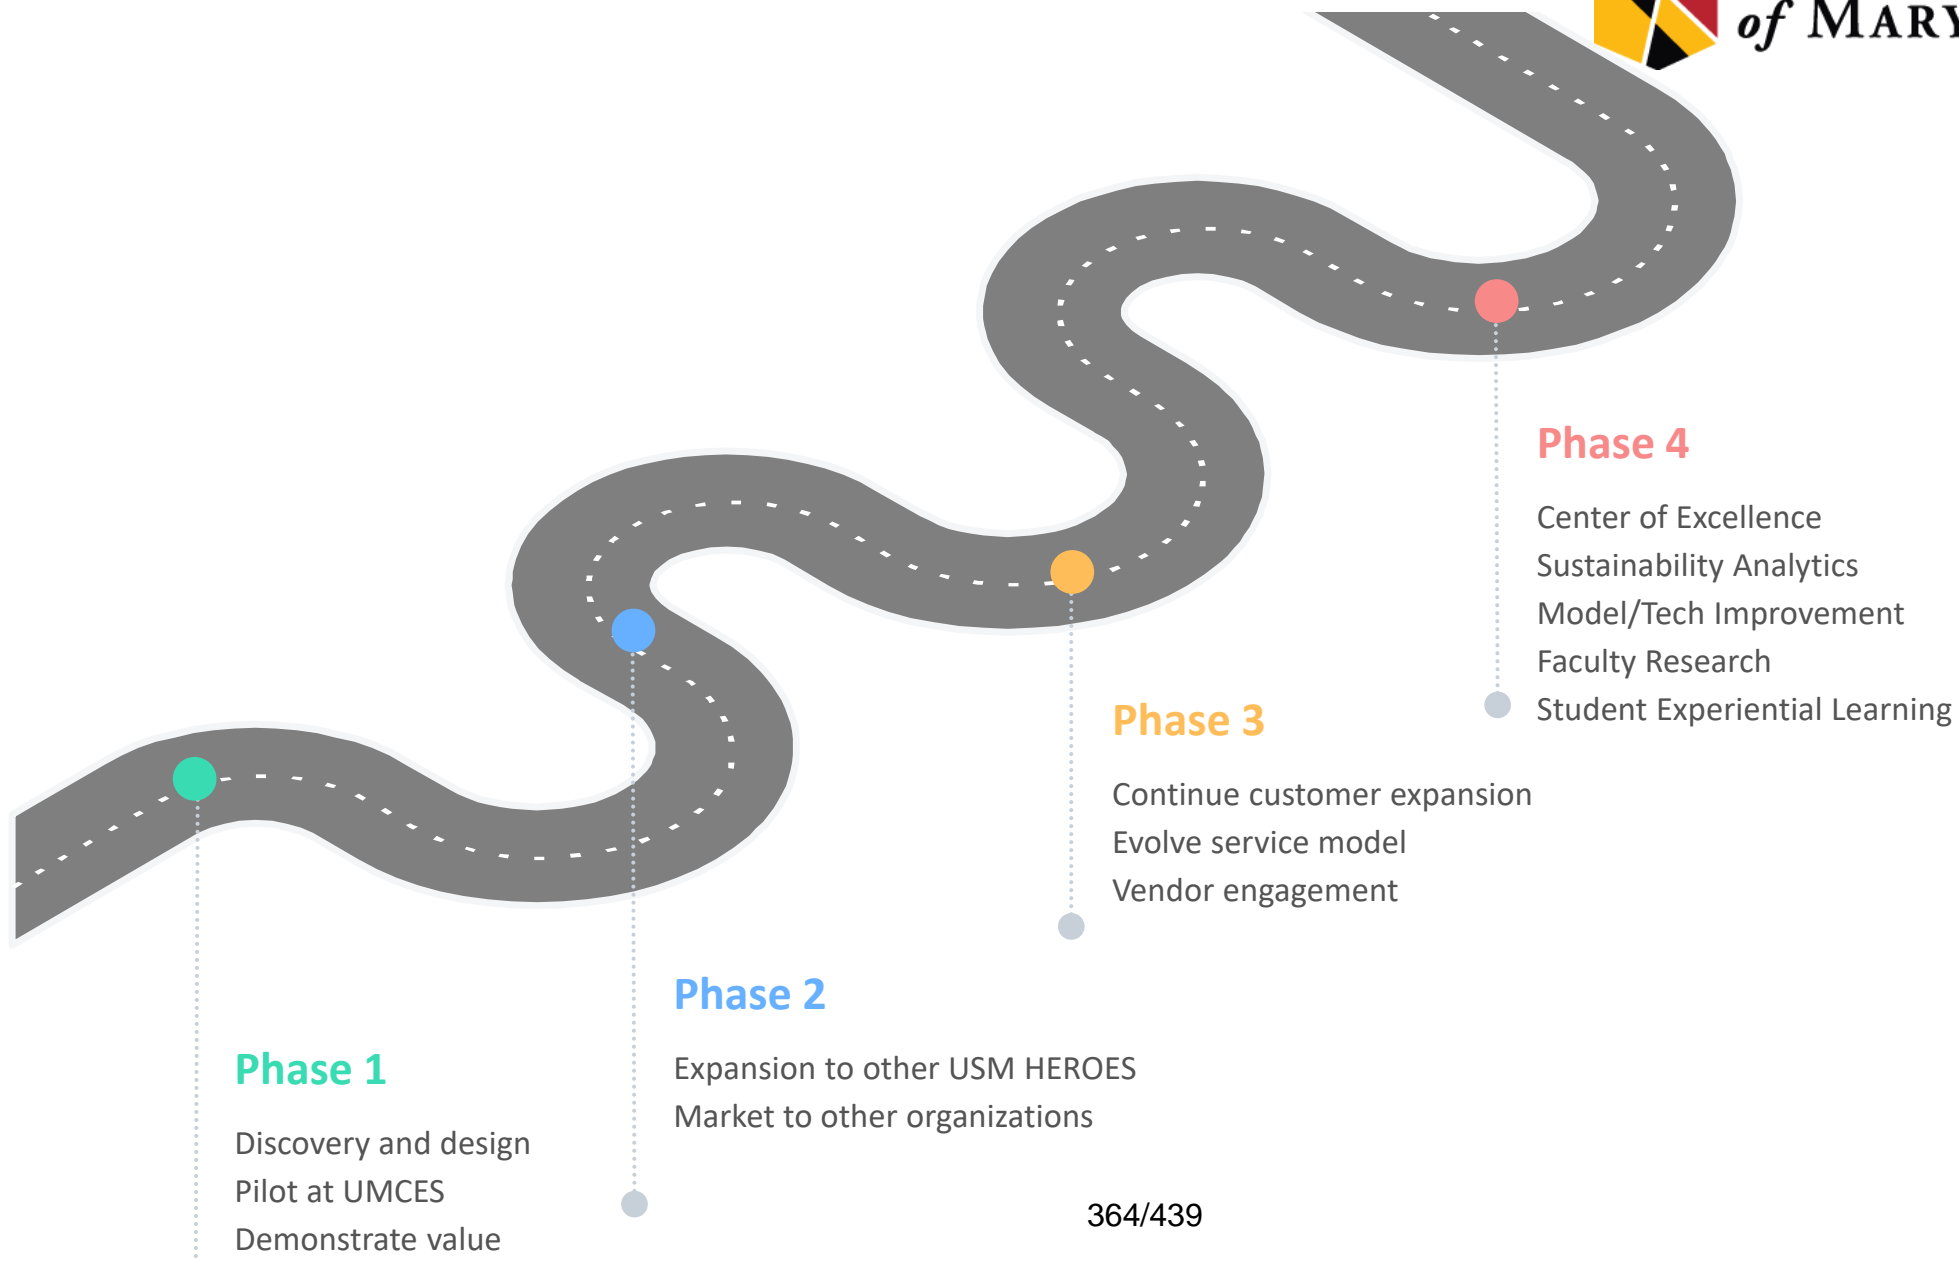 of MARY
Phase 4
Center of Excellence
Sustainability Analytics
Model/Tech Improvement
Faculty Research
Student Experiential Learning
Phase 3
Continue customer expansion
Evolve service model
Vendor engagement
Phase 2
Expansion to other USM HEROES
Market to other organizations
Phase 1
Discovery and design
Pilot at UMCES
Demonstrate value
364/439